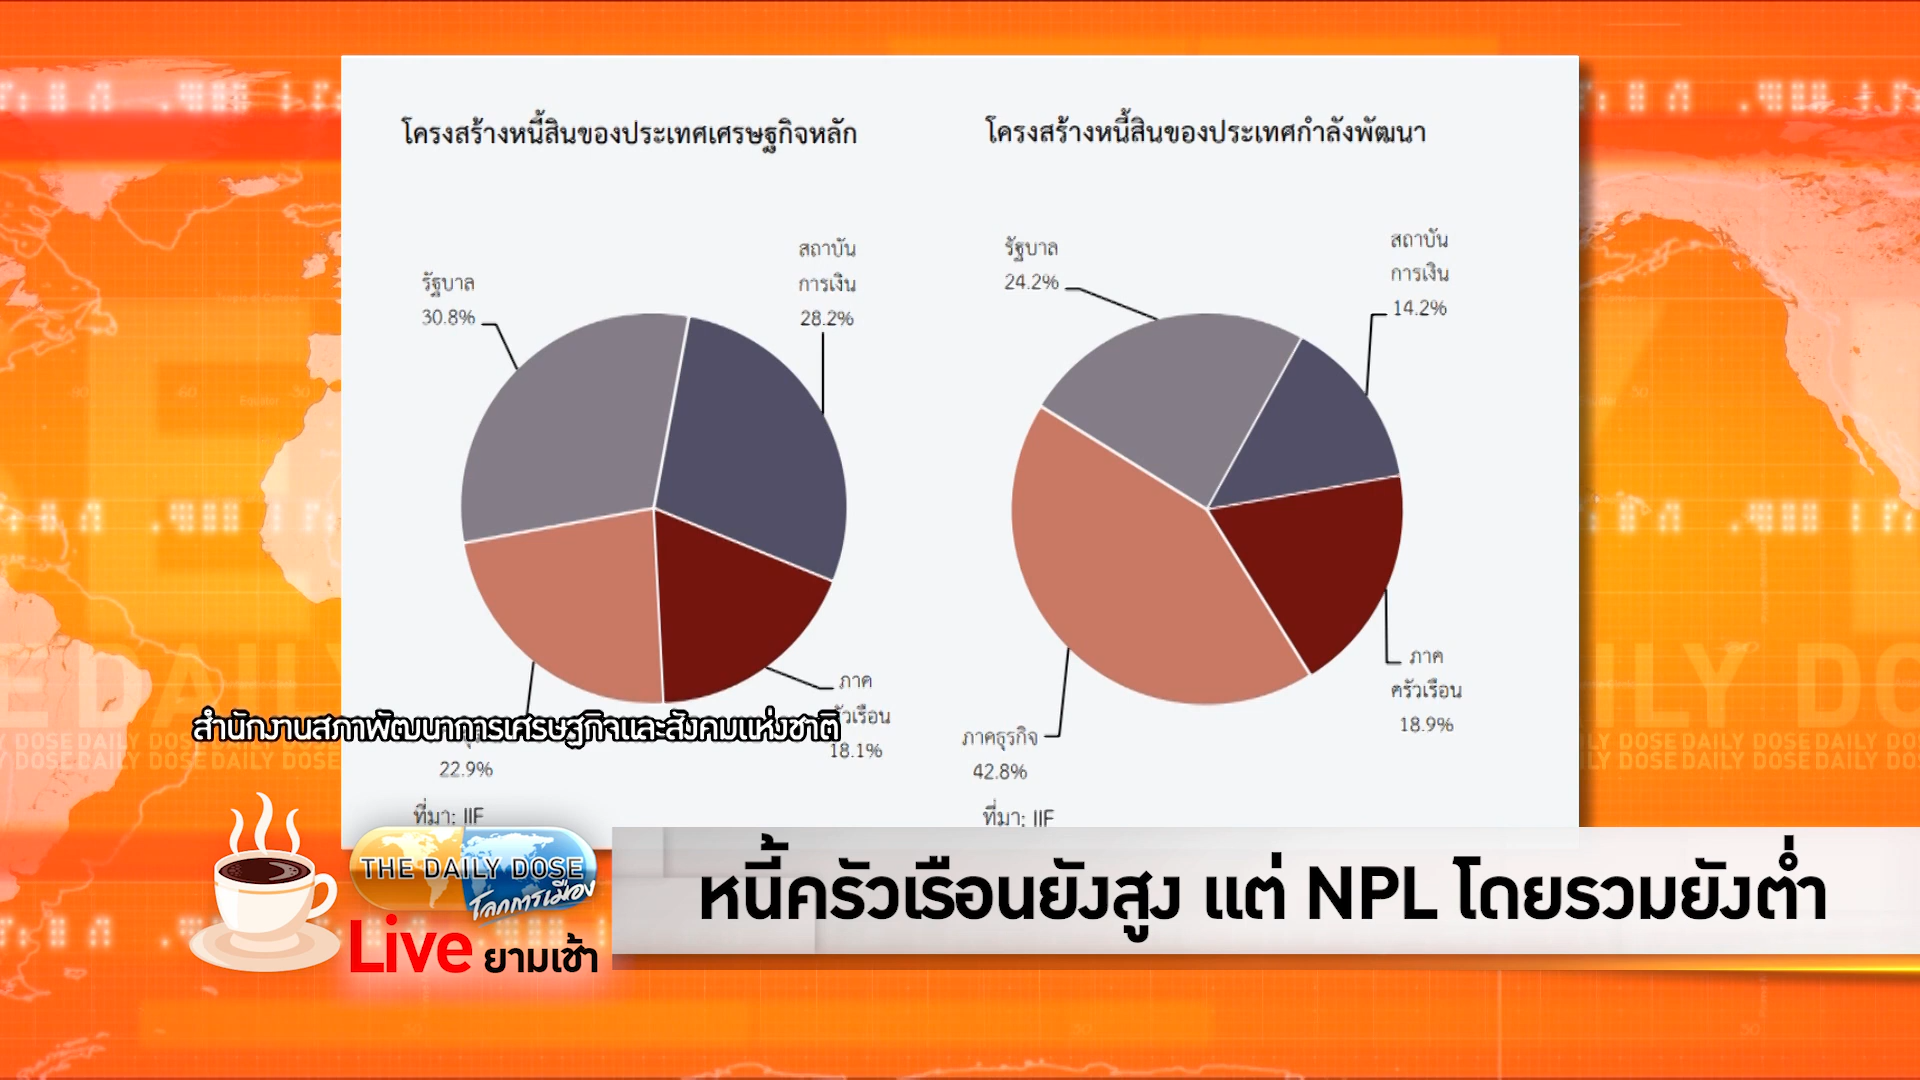 โครงสร้างหนี้สินของประเทศเศรษฐกิจหลัก
รัฐบาล
30.8%
สถาบัน
การเงิน
28.2%
ภาค
18.1%
22.9%
ที่มา: IIF
โครงสร้างหนี้สินของประเทศกำลังพัฒนา
รัฐบาล
24.2%
สถาบัน
การเงิน
14.2%
ภาค
ครัวเรือน
18.9%
ภาคธุรกิจ
42.8%
ที่มา: IIF
สำนักงานสภาพัฒนาการเศรษฐกิจและสังคมแห่งชาติ
THE DAILY DOSE
โลกการเมือง
Live ยามเช้า
หนี้ครัวเรือนยังสูง แต่ NPL โดยรวมยังต่ำ